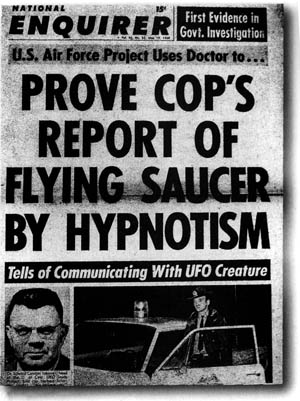 NATIONAL
ENQUIRER
15¢
First Evidence in
Govt. Investigation
U.S. Air Force Project Uses Doctor to...
PROVE COP'S
REPORT OF
FLYING SAUCER
BY HYPNOTISM
Tells of Communicating With UFO Creature